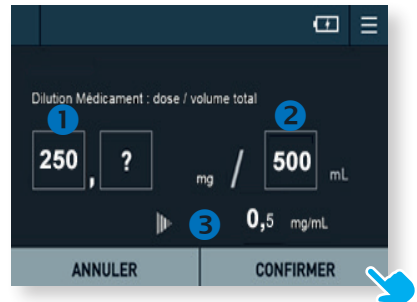 Dilution Médicament : dose / volume total
1 2
250 , ? mg / 500 mL
3 0,5 mg/mL
ANNULER CONFIRMER